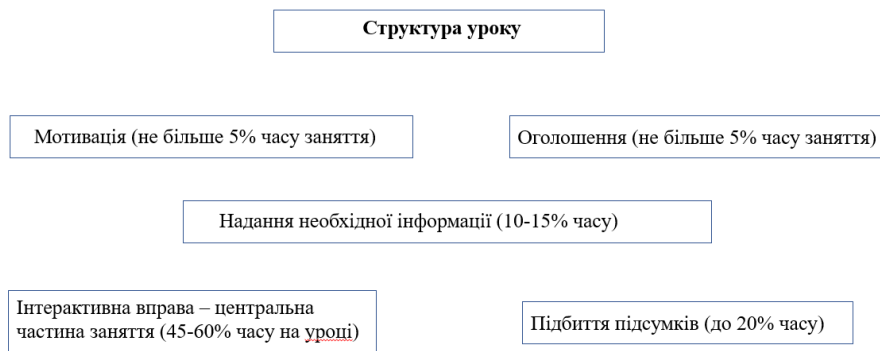 Структура уроку
Мотивація (не більше 5% часу заняття)
Оголошення (не більше 5% часу заняття)
Надання необхідної інформації (10-15% часу)
Інтерактивна вправа – центральна
частина заняття (45-60% часу на уроці)
Підбиття підсумків (до 20% часу)